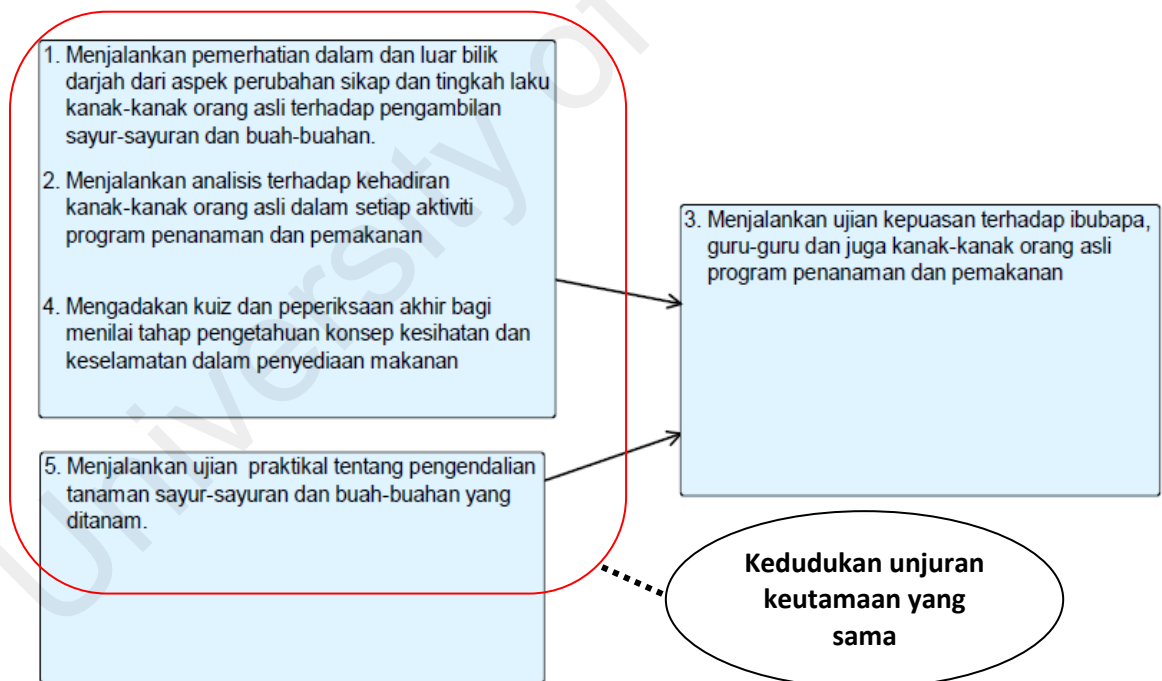 1. Menjalankan pemerhatian dalam dan luar bilik
darjah dari aspek perubahan sikap dan tingkah laku
kanak-kanak orang asli terhadap pengambilan
sayur-sayuran dan buah-buahan.
2. Menjalankan analisis terhadap kehadiran
kanak-kanak orang asli dalam setiap aktiviti
program penanaman dan pemakanan
4. Mengadakan kuiz dan peperiksaan akhir bagi
menilai tahap pengetahuan konsep kesihatan dan
keselamatan dalam penyediaan makanan
5. Menjalankan ujian praktikal tentang pengendalian
tanaman sayur-sayuran dan buah-buahan yang
ditanam.
3. Menjalankan ujian kepuasan terhadap ibubapa,
guru-guru dan juga kanak-kanak orang asli
program penanaman dan pemakanan
Kedudukan unjuran
keutamaan yang
sama
University of